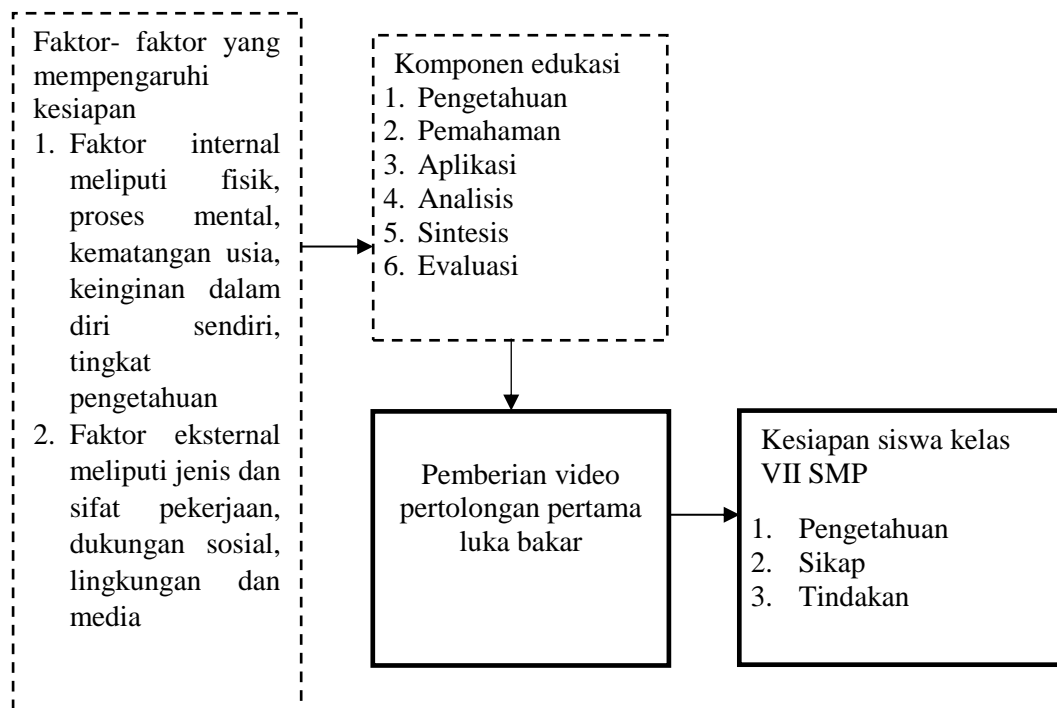 Faktor- faktor yang
mempengaruhi
kesiapan
1. Faktor internal
meliputi fisik,
proses mental,
kematangan usia,
keinginan dalam
diri sendiri,
tingkat
pengetahuan
2. Faktor eksternal
meliputi jenis dan
sifat pekerjaan,
dukungan sosial,
lingkungan dan
media
Komponen edukasi
1. Pengetahuan
2. Pemahaman
3. Aplikasi
4. Analisis
5. Sintesis
6. Evaluasi
Pemberian video
pertolongan pertama
luka bakar
Kesiapan siswa kelas
VII SMP
1. Pengetahuan
2. Sikap
3. Tindakan